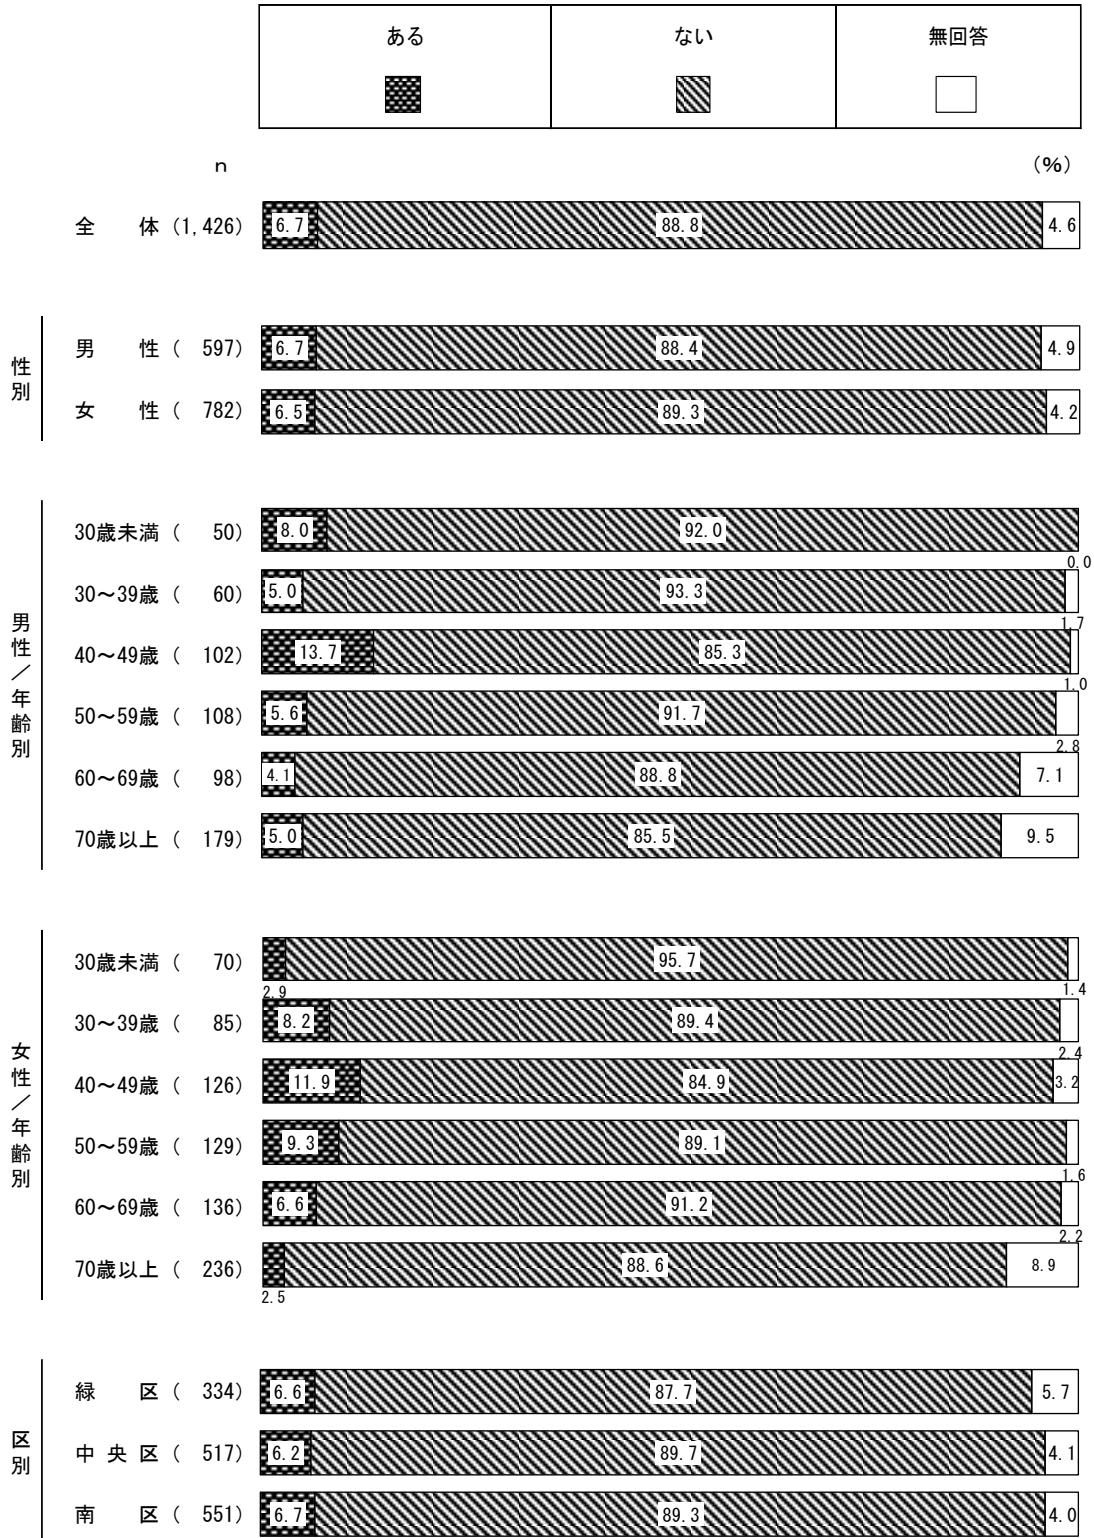 ある ない 無回答
n (%)
全 体 (1,426) 6.7 88.8 4.6
性別
男 性 ( 597) 6.7 88.4 4.9
女 性 ( 782) 6.5 89.3 4.2
男性/年齢別
30歳未満 ( 50) 8.0 92.0 0.0
30～39歳 ( 60) 5.0 93.3 1.7
40～49歳 ( 102) 13.7 85.3 1.0
50～59歳 ( 108) 5.6 91.7 2.8
60～69歳 ( 98) 4.1 88.8 7.1
70歳以上 ( 179) 5.0 85.5 9.5
女性/年齢別
30歳未満 ( 70) 2.9 95.7 1.4
30～39歳 ( 85) 8.2 89.4 2.4
40～49歳 ( 126) 11.9 84.9 3.2
50～59歳 ( 129) 9.3 89.1 1.6
60～69歳 ( 136) 6.6 91.2 2.2
70歳以上 ( 236) 2.5 88.6 8.9
区別
緑 区 ( 334) 6.6 87.7 5.7
中 央 区 ( 517) 6.2 89.7 4.1
南 区 ( 551) 6.7 89.3 4.0